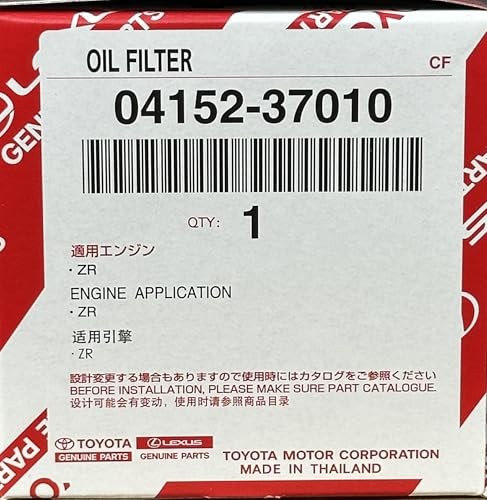 OIL FILTER
CF
04152-37010
QTY: 1
適用エンジン
・ZR
ENGINE APPLICATION
・ZR
适用引擎
・ZR
設計変更する場合もありますので使用時にはカタログをご参照ください
BEFORE INSTALLATION, PLEASE MAKE SURE PART CATALOGUE.
设计可能会有变动，使用时请参照商品目录
TOYOTA
GENUINE PARTS
LEXUS
GENUINE PARTS
TOYOTA MOTOR CORPORATION
MADE IN THAILAND